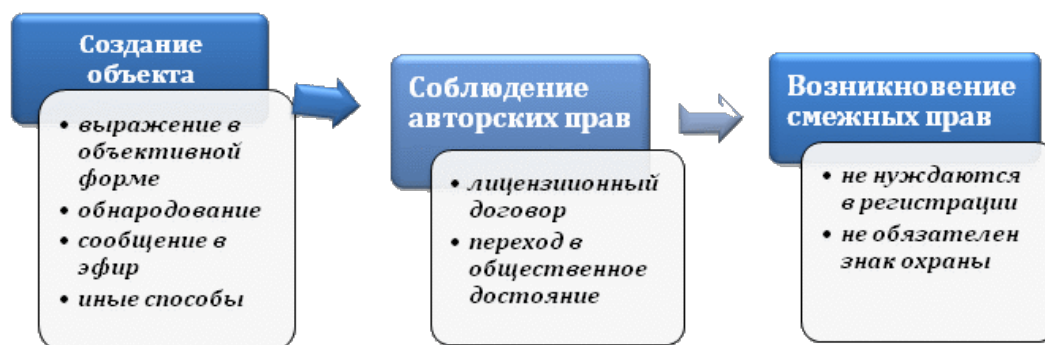 Создание
объекта
• выражение в
объективной
форме
• обнародование
• сообщение в
эфир
• иные способы
Соблюдение
авторских прав
• лицензиионный
договор
• переход в
общественное
достояние
Возникновение
смежных прав
• не нуждаются
в регистрации
• не обязателен
знак охраны